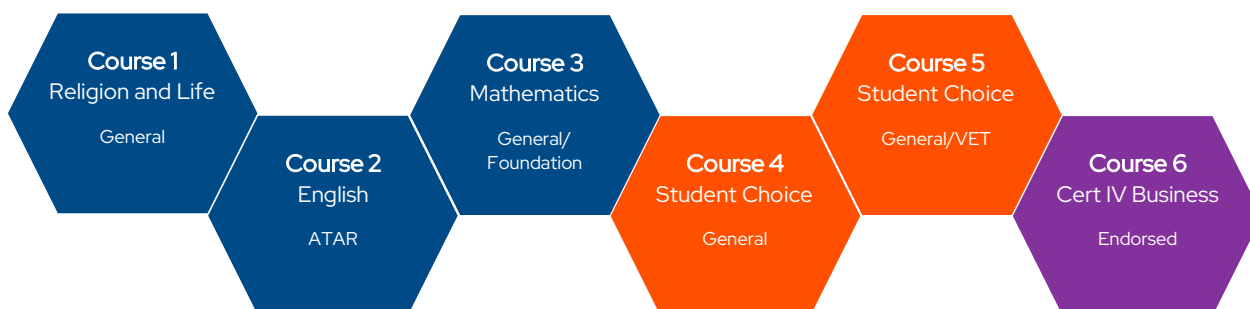 Course 1
Religion and Life
General
Course 2
English
ATAR
Course 3
Mathematics
General/
Foundation
Course 4
Student Choice
General
Course 5
Student Choice
General/VET
Course 6
Cert IV Business
Endorsed